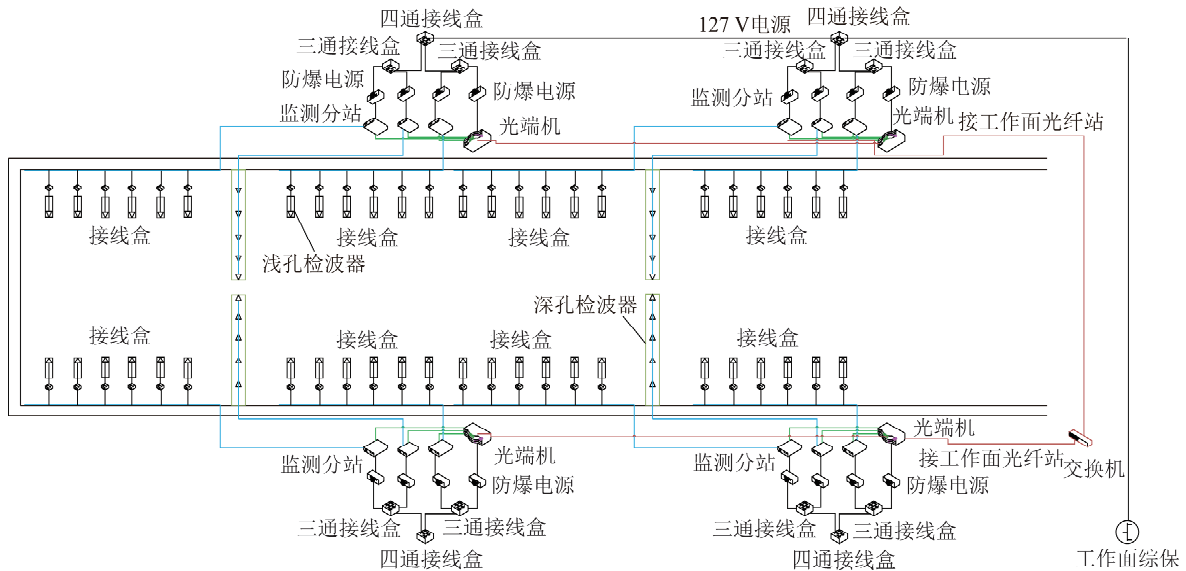 四通接线盒
127 V电源
四通接线盒
三通接线盒
三通接线盒
三通接线盒
三通接线盒
防爆电源
防爆电源
防爆电源
监测分站
监测分站
光端机
光端机
接工作面光纤站
接线盒
接线盒
接线盒
接线盒
浅孔检波器
深孔检波器
接线盒
接线盒
接线盒
接线盒
监测分站
光端机
监测分站
光端机
接工作面光纤站
交换机
防爆电源
防爆电源
三通接线盒
三通接线盒
三通接线盒
三通接线盒
四通接线盒
四通接线盒
工作面综保